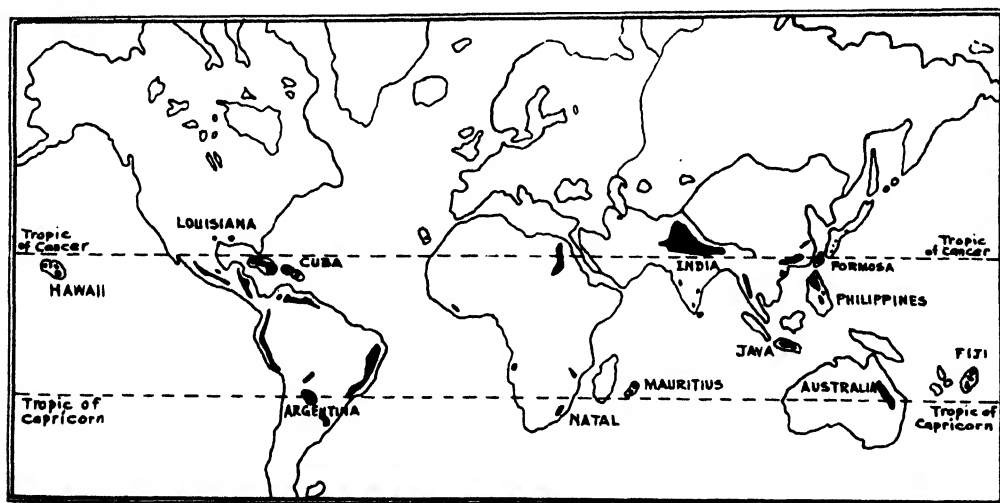 LOUISIANA
Tropic
of Cancer
CUBA
HAWAII
INDIA
Tropic
of Cancer
FORMOSA
PHILIPPINES
JAVA
FIJI
MAURITIUS
AUSTRALIA
Tropic of
Capricorn
ARGENTINA
NATAL
Tropic of
Capricorn